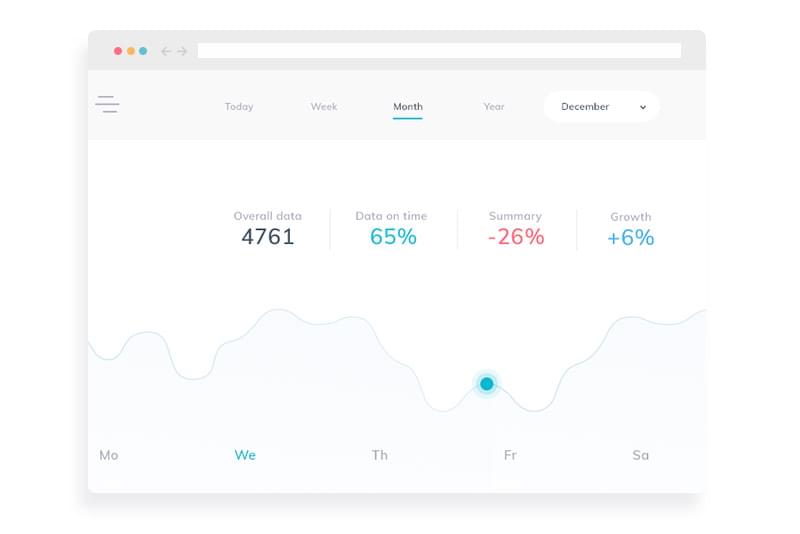 Today Week Month Year December
Overall data Data on time Summary Growth
4761 65% -26% +6%
Mo We Th Fr Sa